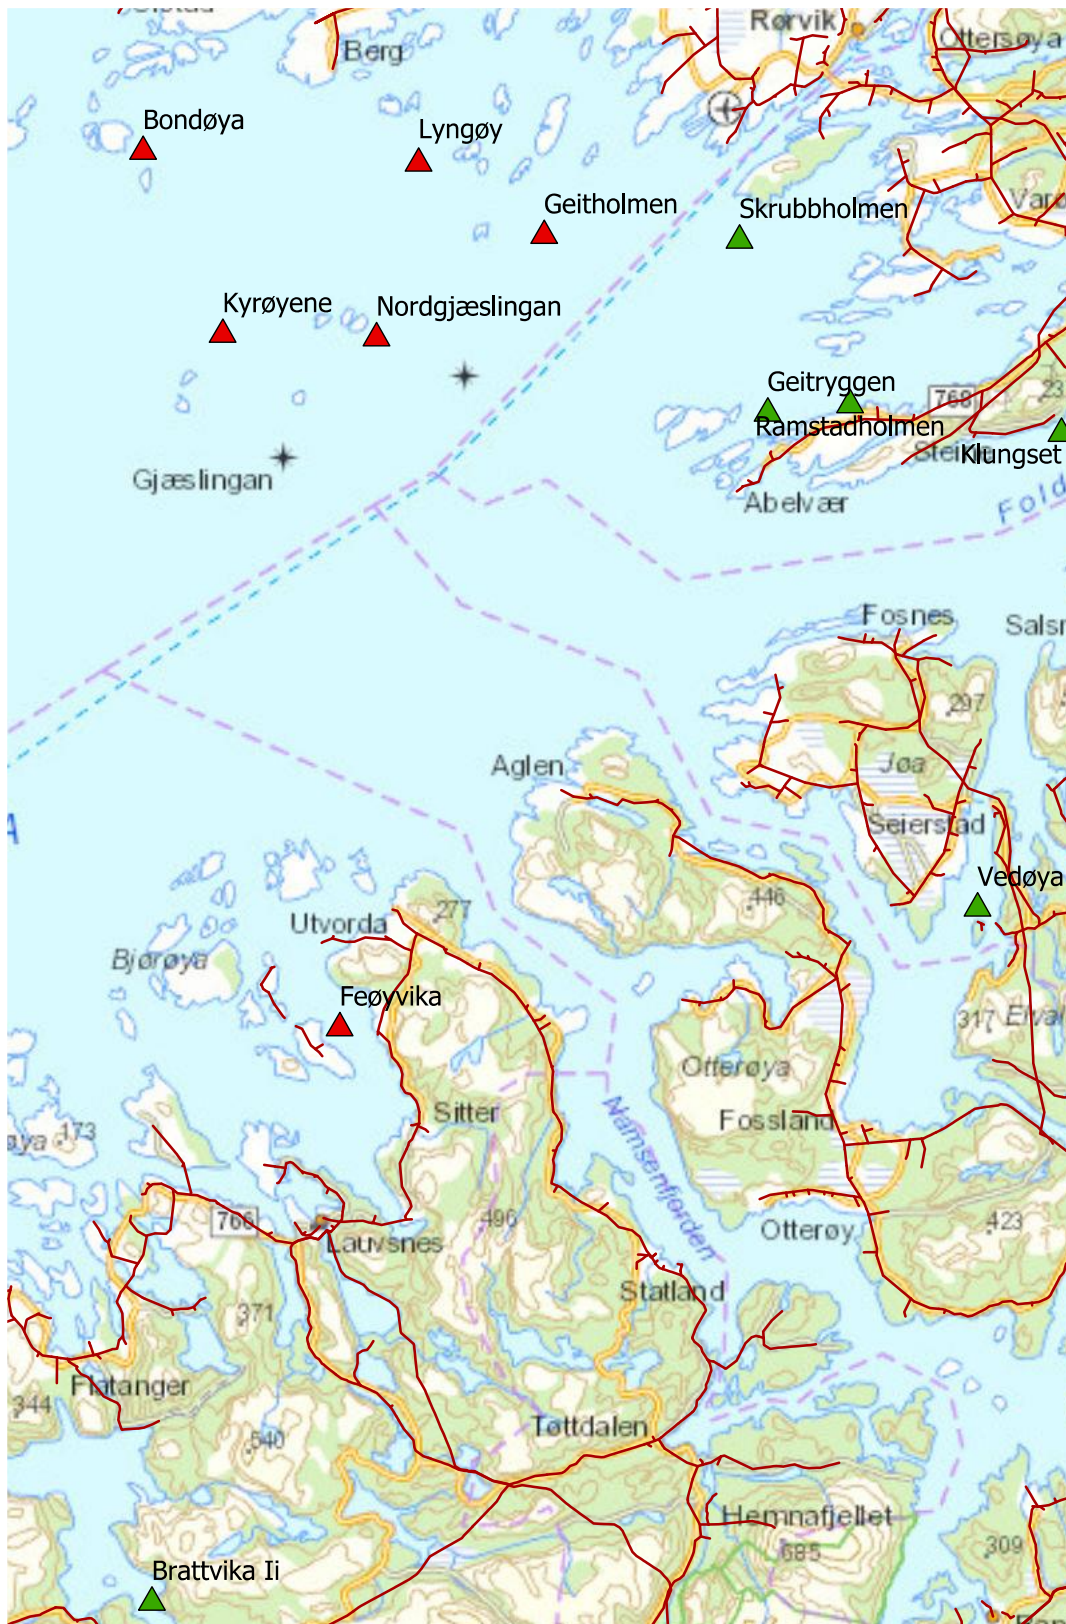 Rørvik
Ottersøya
Berg
Bondøya
Lyngøy
Geitholmen
Skrubbholmen
Kyrøyene
Nordgjæslingan
Geitryggen
768
Ramstadholmen
Klungset
Gjæslingan
Abelvær
Fold
Fosnes
Salsr
297
Aglen
Jøa
Seierstad
Vedøya
446
277
Utvorda
Bjørøya
Feøyvika
317
Otterøya
Sitter
Fossland
173
Namsenfjorden
766
496
Otterøy
423
Lauvsnes
Statland
371
Flatanger
344
Tøttdalen
540
Hemnafjellet
685
309
Brattvika Ii